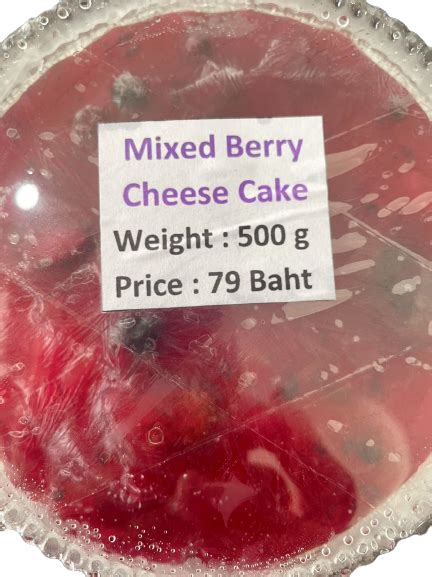 Mixed Berry
Cheese Cake
Weight : 500 g
Price : 79 Baht